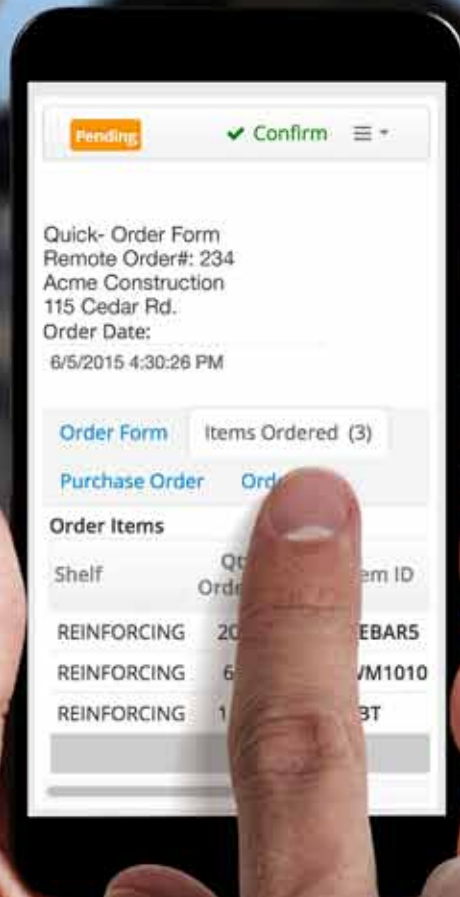 Pending ✔ Confirm
Quick- Order Form
Remote Order#: 234
Acme Construction
115 Cedar Rd.
Order Date:
6/5/2015 4:30:26 PM
Order Form Items Ordered (3)
Purchase Order
Order Items
Shelf
REINFORCING
REINFORCING
REINFORCING